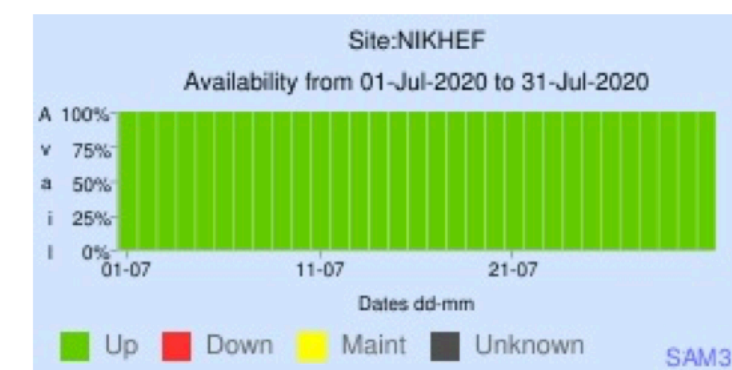 Site:NIKHEF
Availability from 01-Jul-2020 to 31-Jul-2020
A 100%
v 75%
a 50%
i 25%
l 0%
01-07 11-07 21-07
Dates dd-mm
Up Down Maint Unknown
SAM3